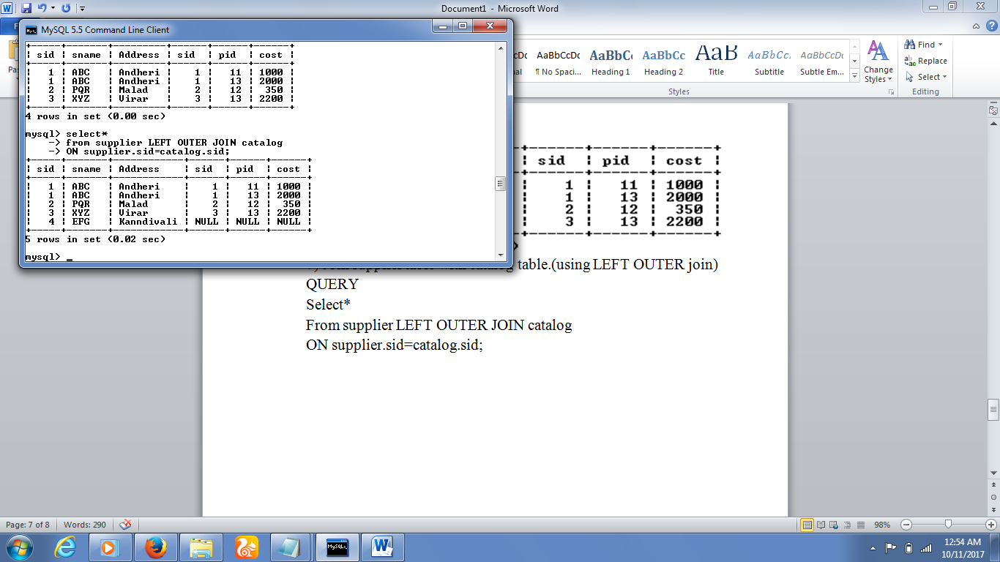 Document1 - Microsoft Word
MySQL 5.5 Command Line Client
AaBbCcDc AaBbC AaBbCc AaB AaBbCc. AaBbCcDc
¶ No Spaci... Heading 1 Heading 2 Title Subtitle Subtle Em...
Change Styles
Styles
Find
Replace
Select
Editing
+-----+-------+---------+-----+-----+------+
¦ sid ¦ sname ¦ Address ¦ sid ¦ pid ¦ cost ¦
+-----+-------+---------+-----+-----+------+
¦ 1 ¦ ABC ¦ Andheri ¦ 1 ¦ 11 ¦ 1000 ¦
¦ 1 ¦ ABC ¦ Andheri ¦ 1 ¦ 13 ¦ 2000 ¦
¦ 2 ¦ PQR ¦ Malad ¦ 2 ¦ 12 ¦ 350 ¦
¦ 3 ¦ XYZ ¦ Virar ¦ 3 ¦ 13 ¦ 2200 ¦
+-----+-------+---------+-----+-----+------+
4 rows in set (0.00 sec)
mysql> select*
-> from supplier LEFT OUTER JOIN catalog
-> ON supplier.sid=catalog.sid;
+-----+-------+------------+------+------+------+
¦ sid ¦ sname ¦ Address ¦ sid ¦ pid ¦ cost ¦
+-----+-------+------------+------+------+------+
¦ 1 ¦ ABC ¦ Andheri ¦ 1 ¦ 11 ¦ 1000 ¦
¦ 1 ¦ ABC ¦ Andheri ¦ 1 ¦ 13 ¦ 2000 ¦
¦ 2 ¦ PQR ¦ Malad ¦ 2 ¦ 12 ¦ 350 ¦
¦ 3 ¦ XYZ ¦ Virar ¦ 3 ¦ 13 ¦ 2200 ¦
¦ 4 ¦ EFG ¦ Kanndivali ¦ NULL ¦ NULL ¦ NULL ¦
+-----+-------+------------+------+------+------+
5 rows in set (0.02 sec)
mysql>
¦ sid ¦ pid ¦ cost ¦
¦ 1 ¦ 11 ¦ 1000 ¦
¦ 1 ¦ 13 ¦ 2000 ¦
¦ 2 ¦ 12 ¦ 350 ¦
¦ 3 ¦ 13 ¦ 2200 ¦
table.(using LEFT OUTER join)
QUERY
Select*
From supplier LEFT OUTER JOIN catalog
ON supplier.sid=catalog.sid;
Page: 7 of 8 Words: 290 98%
12:54 AM
10/11/2017